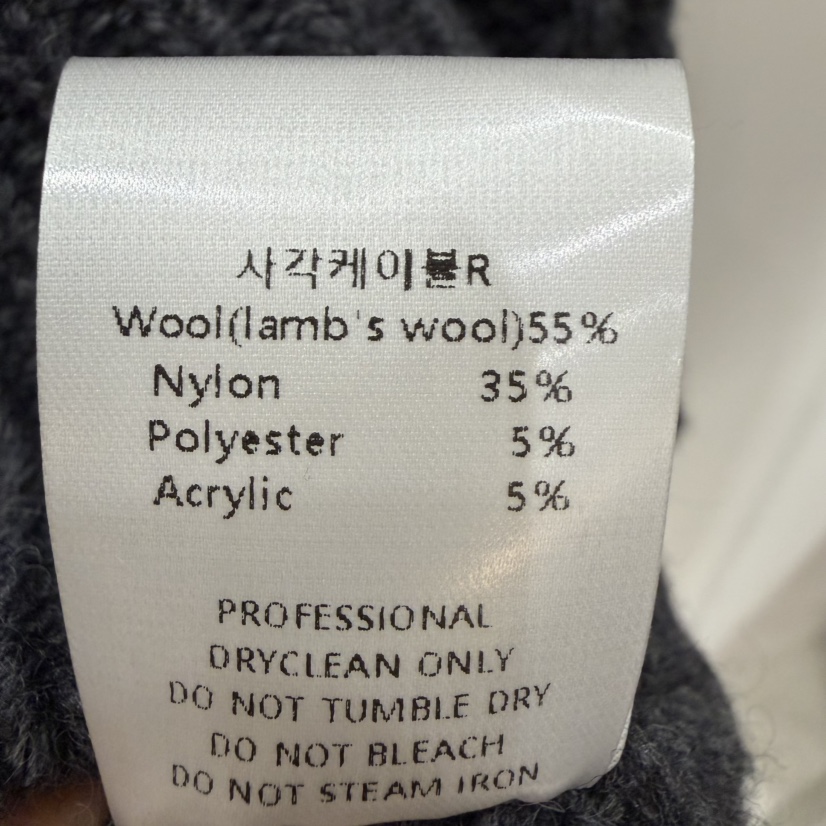 사각케이블R
Wool(lamb's wool)55%
Nylon 35%
Polyester 5%
Acrylic 5%
PROFESSIONAL
DRYCLEAN ONLY
DO NOT TUMBLE DRY
DO NOT BLEACH
DO NOT STEAM IRON